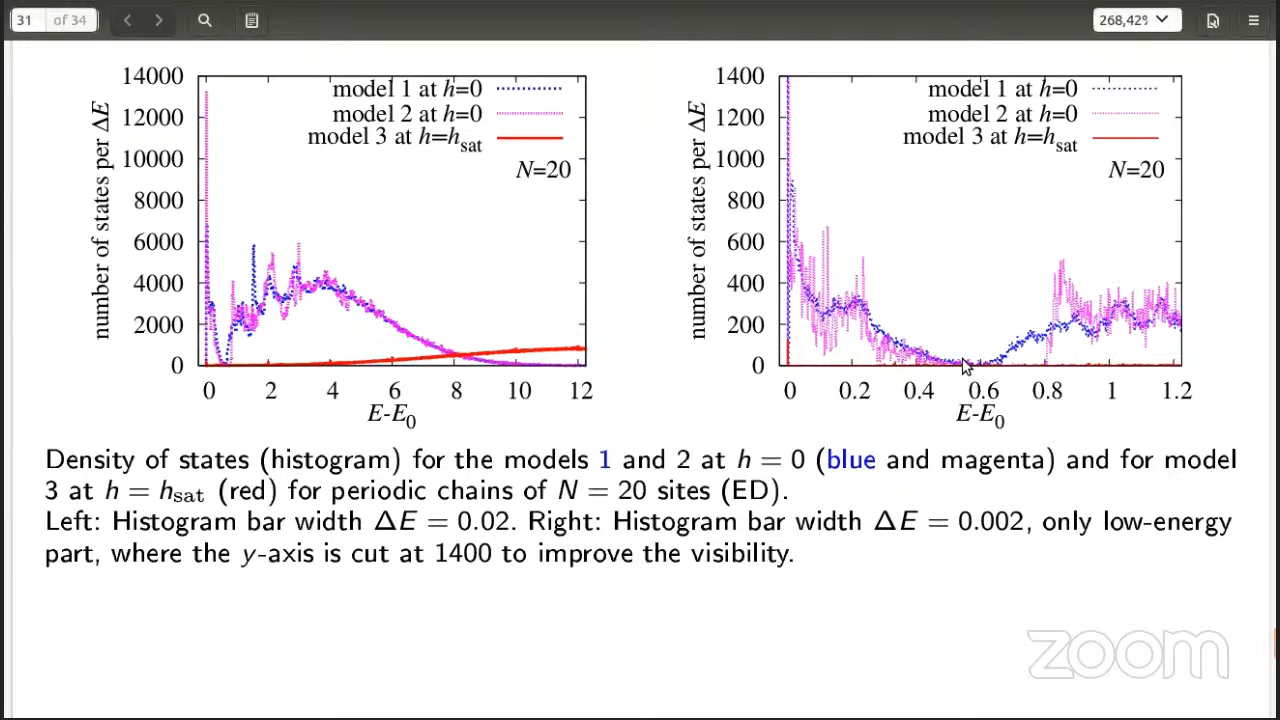 31 of 34
268,42%
14000
12000
10000
8000
6000
4000
2000
0
number of states per ΔE
model 1 at h=0
model 2 at h=0
model 3 at h=hsat
N=20
0 2 4 6 8 10 12
E-E0
1400
1200
1000
800
600
400
200
0
number of states per ΔE
model 1 at h=0
model 2 at h=0
model 3 at h=hsat
N=20
0 0.2 0.4 0.6 0.8 1 1.2
E-E0
Density of states (histogram) for the models 1 and 2 at h = 0 (blue and magenta) and for model
3 at h = hsat (red) for periodic chains of N = 20 sites (ED).
Left: Histogram bar width ΔE = 0.02. Right: Histogram bar width ΔE = 0.002, only low-energy
part, where the y-axis is cut at 1400 to improve the visibility.
zoom